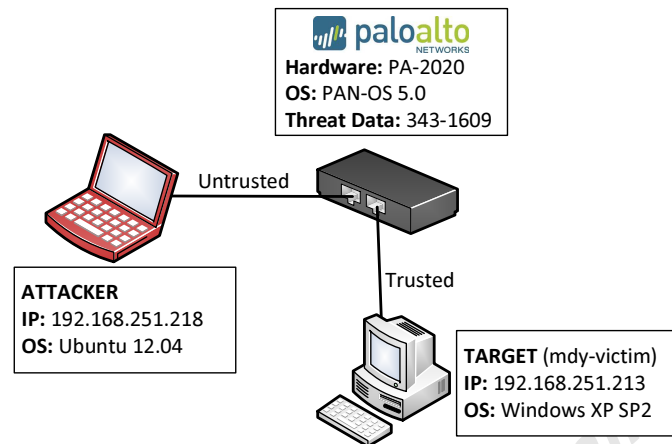 paloalto
NETWORKS
Hardware: PA-2020
OS: PAN-OS 5.0
Threat Data: 343-1609
Untrusted
Trusted
ATTACKER
IP: 192.168.251.218
OS: Ubuntu 12.04
TARGET (mdy-victim)
IP: 192.168.251.213
OS: Windows XP SP2